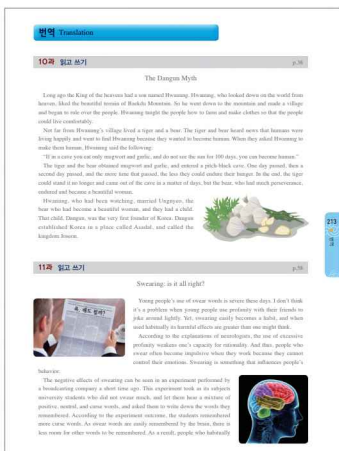 번역 Translation
10과 읽고 쓰기
p.38
The Dangun Myth
Long ago the King of the heavens had a son named Hwanung. Hwanung, who looked down on the world from
heaven, liked the beautiful terrain of Baekdu Mountain. So he went down to the mountain and made a village
and began to rule over the people. Hwanung taught the people how to farm and make clothes so that the people
could live comfortably.
Not far from Hwanung's village lived a tiger and a bear. The tiger and bear heard news that humans were
living happily and went to find Hwanung because they wanted to become human. When they asked Hwanung to
make them human, Hwanung said the following:
"If in a cave you eat only mugwort and garlic, and do not see the sun for 100 days, you can become human."
The tiger and the bear obtained mugwort and garlic, and entered a pitch-black cave. One day passed, then a
second day passed, and the more time that passed, the less they could endure their hunger. In the end, the tiger
could stand it no longer and came out of the cave in a matter of days, but the bear, who had much perseverance,
endured and became a beautiful woman.
Hwanung, who had been watching, married Ungnyeo, the
bear who had become a beautiful woman, and they had a child.
That child, Dangun, was the very first founder of Korea. Dangun
established Korea in a place called Asadal, and called the
kingdom Joseon.
213
11과 읽고 쓰기
p.58
Swearing: is it all right?
Young people's use of swear words is severe these days. I don't think
it's a problem when young people use profanity with their friends to
joke around lightly. Yet, swearing easily becomes a habit, and when
used habitually its harmful effects are greater than one might think.
According to the explanations of neurologists, the use of excessive
profanity weakens one's capacity for rationality. And thus, people who
swear often become impulsive when they work because they cannot
control their emotions. Swearing is something that influences people's
behavior.
The negative effects of swearing can be seen in an experiment performed by
a broadcasting company a short time ago. This experiment took as its subjects
university students who did not swear much, and let them hear a mixture of
positive, neutral, and curse words, and asked them to write down the words they
remembered. According to the experiment outcome, the students remembered
more curse words. As swear words are easily remembered by the brain, there is
less room for other words to be remembered. As a result, people who habitually